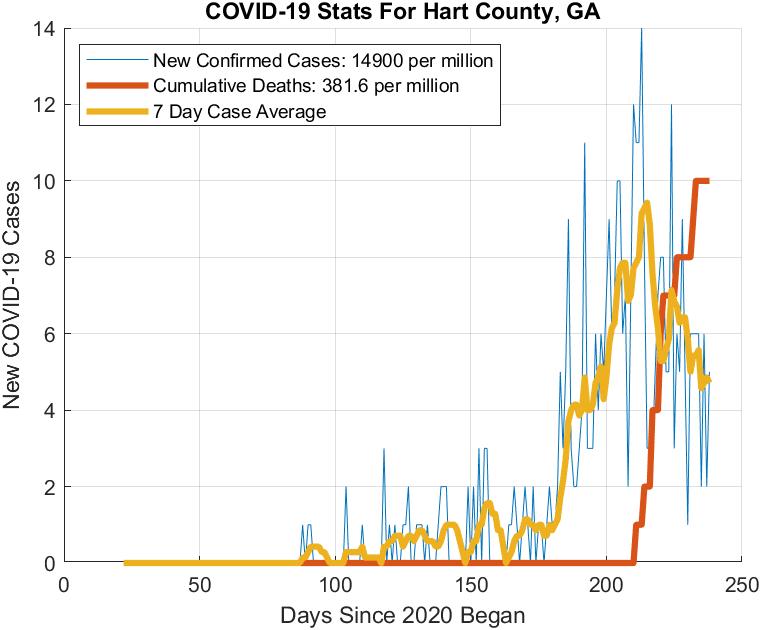 COVID-19 Stats For Hart County, GA
New Confirmed Cases: 14900 per million
Cumulative Deaths: 381.6 per million
7 Day Case Average
New COVID-19 Cases
14
12
10
8
6
4
2
0
0 50 100 150 200 250
Days Since 2020 Began